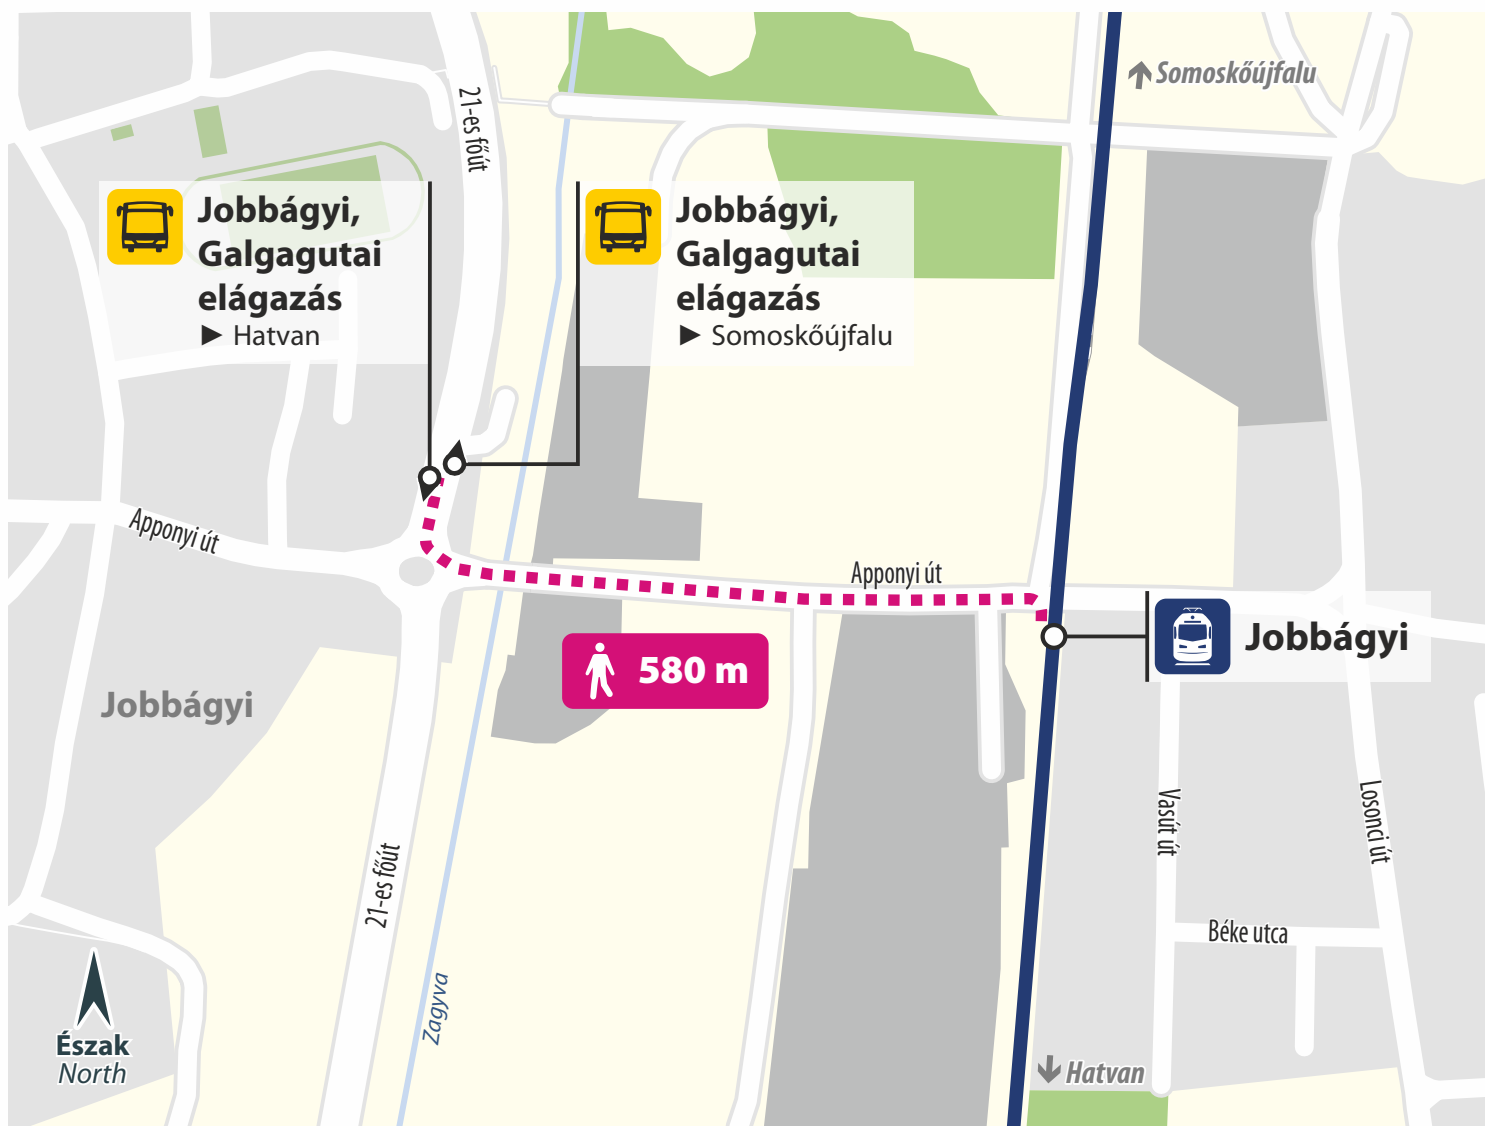 Somoskőújfalu
21-es főút
Jobbágyi,
Galgagutai
elágazás
► Hatvan
Jobbágyi,
Galgagutai
elágazás
► Somoskőújfalu
Apponyi út
Apponyi út
Jobbágyi
580 m
Jobbágyi
Vasút út
Losonci út
21-es főút
Béke utca
Zagyva
Észak
North
Hatvan